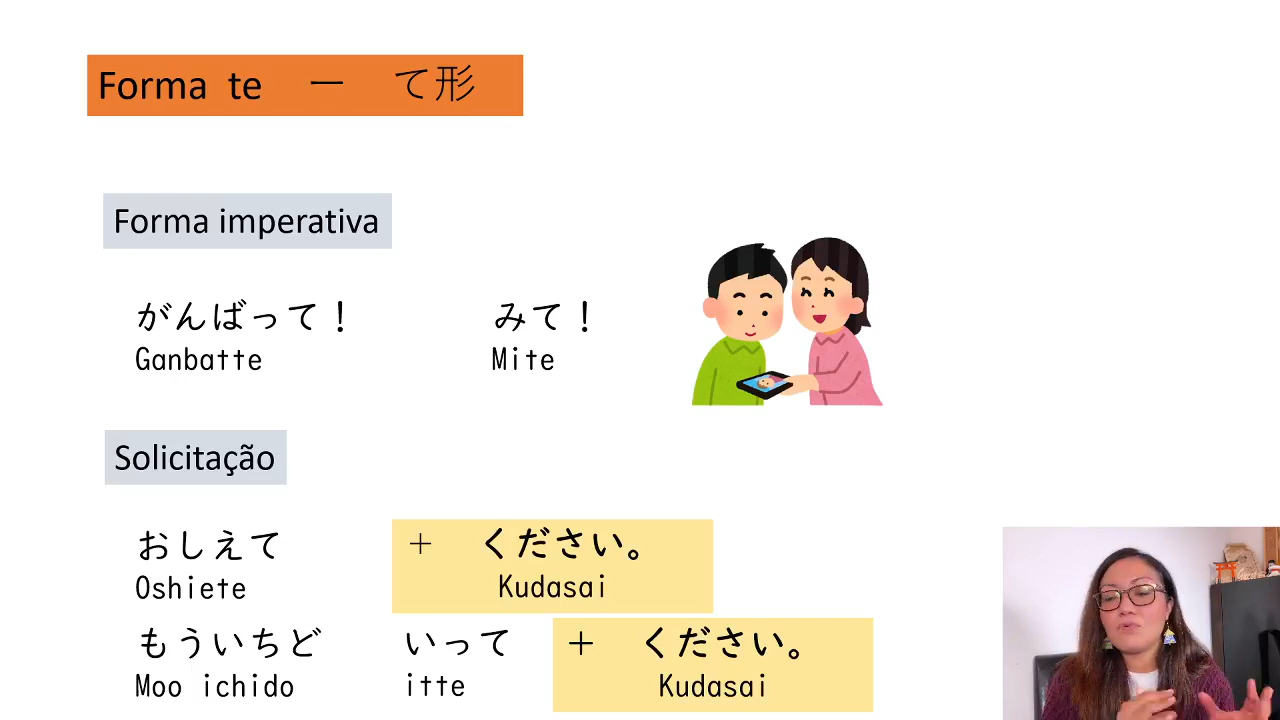 Forma te ー て形
Forma imperativa
がんばって! みて!
Ganbatte Mite
Solicitação
おしえて + ください。
Oshiete Kudasai
もういちど いって + ください。
Moo ichido itte Kudasai